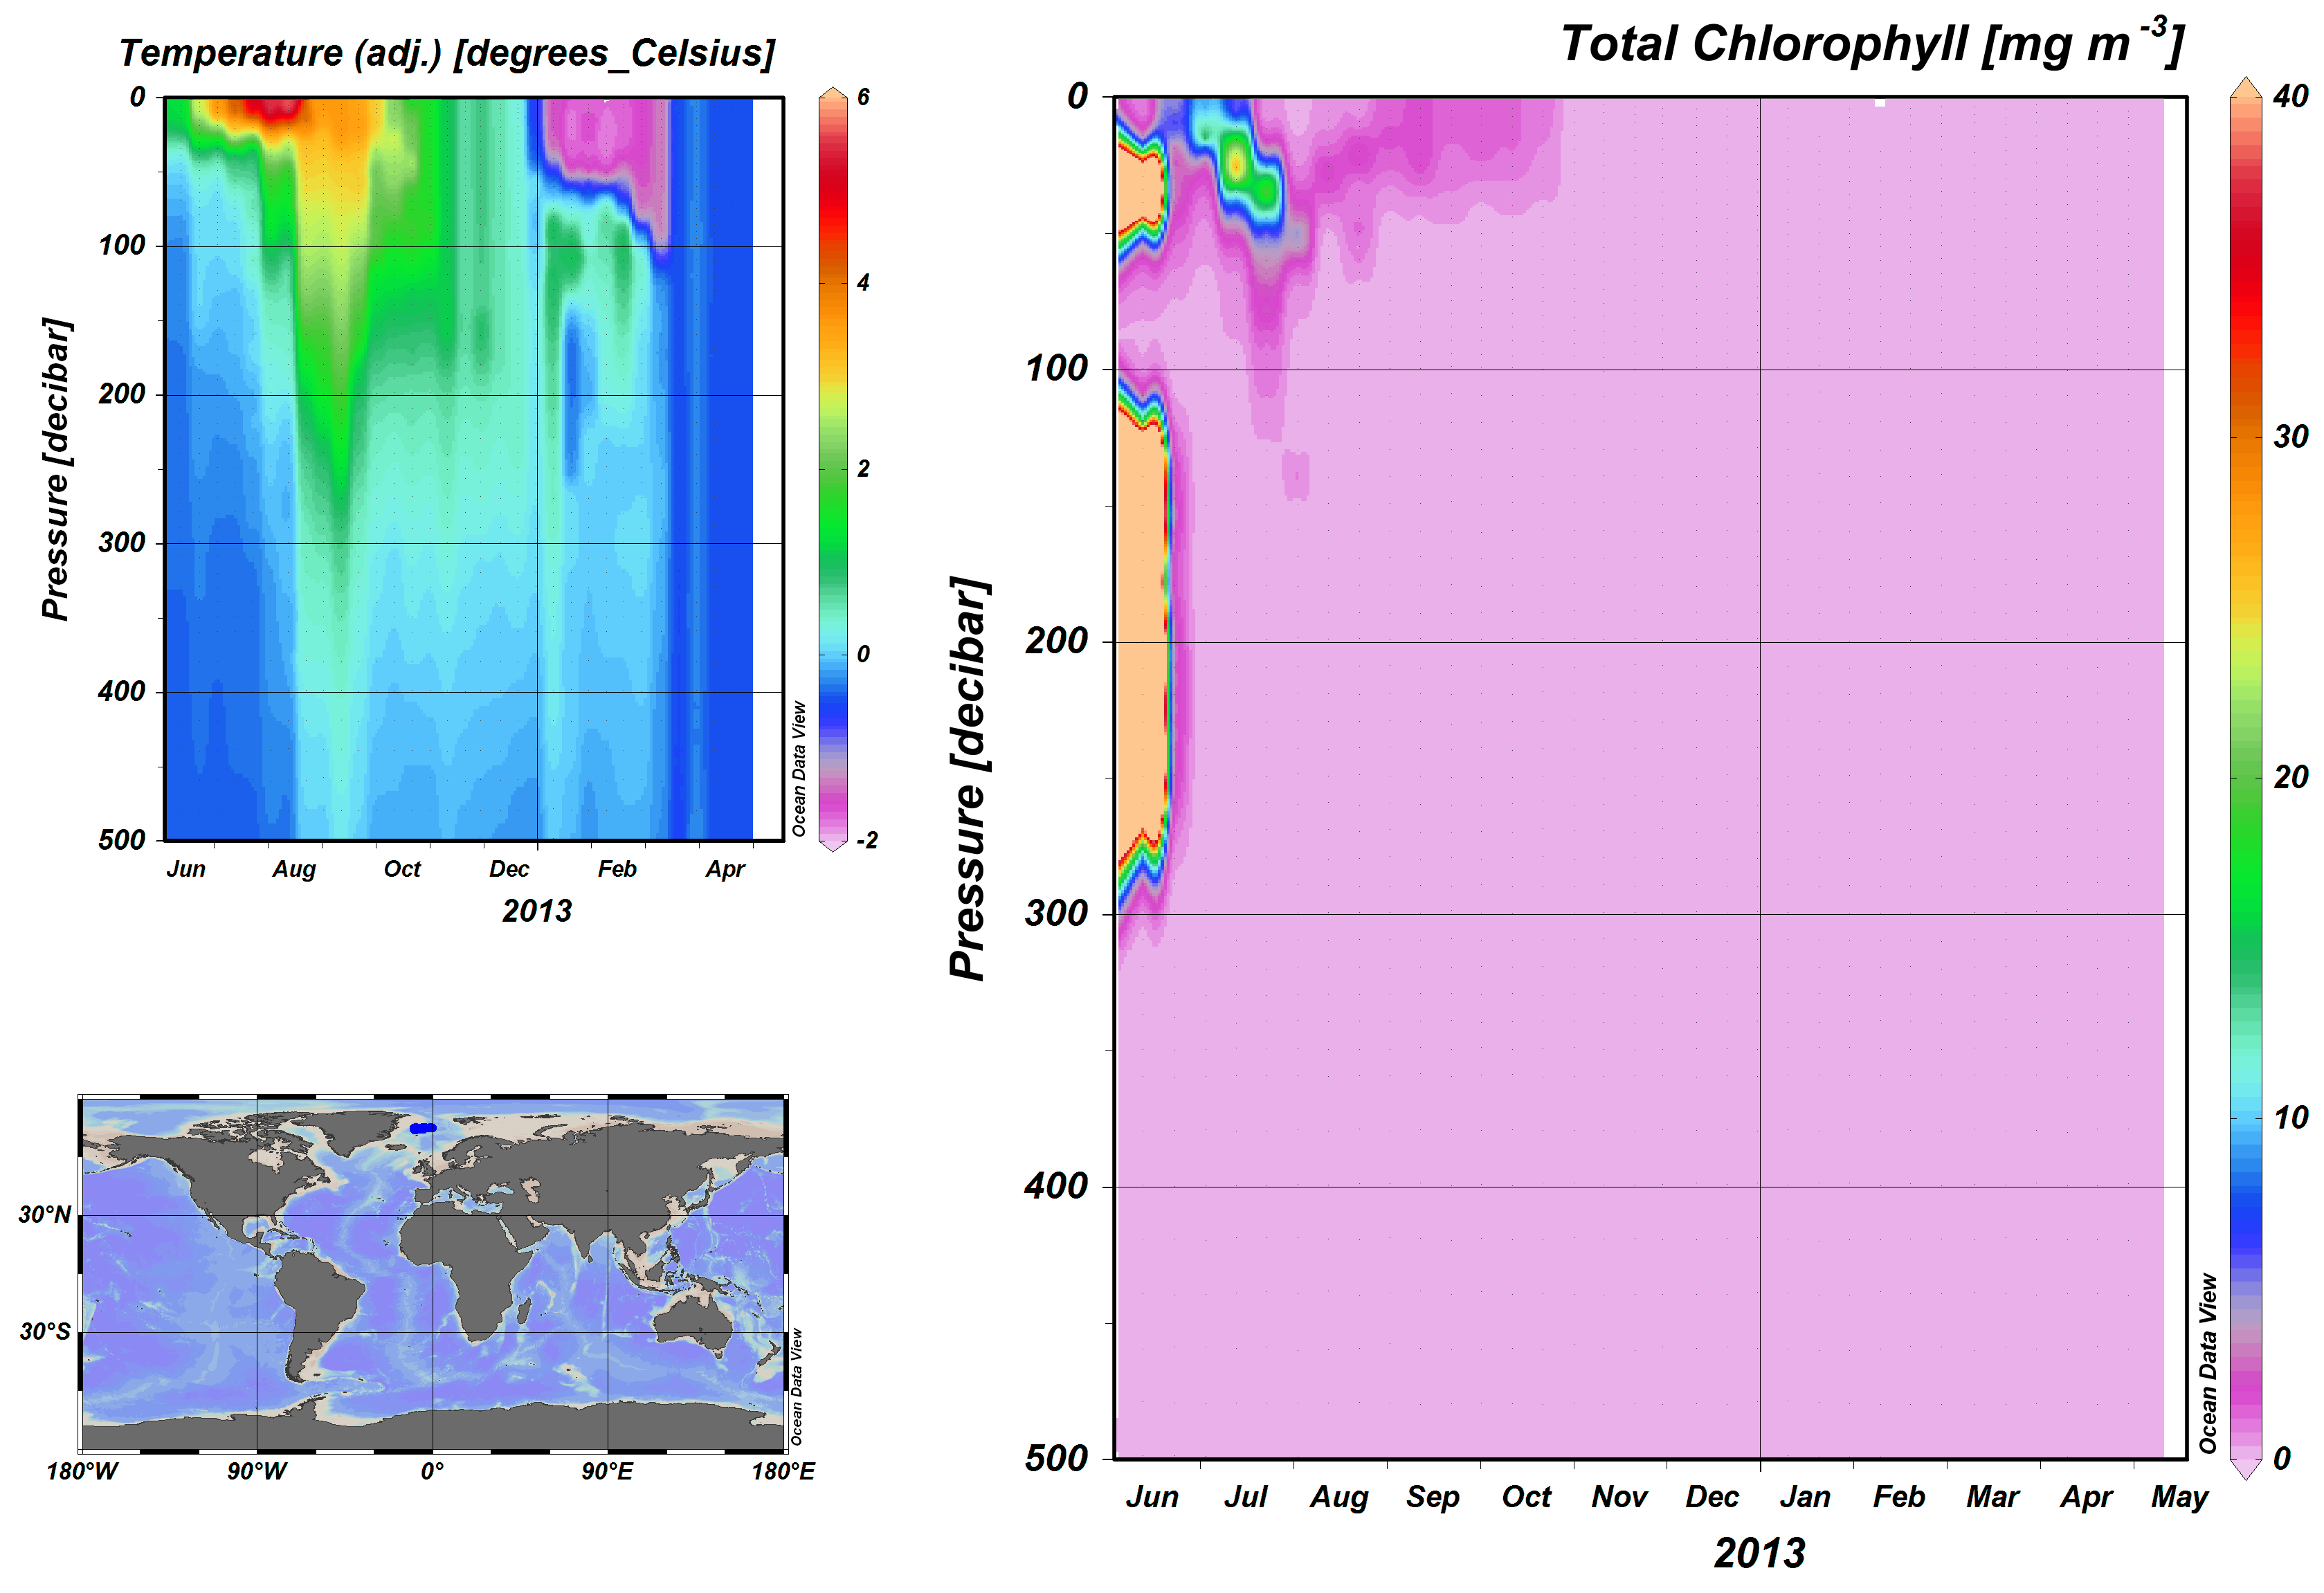 Temperature (adj.) [degrees_Celsius]
Pressure [decibar]
0
100
200
300
400
500
Jun Aug Oct Dec Feb Apr
2013
6
4
2
0
-2
Ocean Data View
Total Chlorophyll [mg m -3]
Pressure [decibar]
0
100
200
300
400
500
Jun Jul Aug Sep Oct Nov Dec Jan Feb Mar Apr May
2013
40
30
20
10
0
Ocean Data View
30°N
30°S
180°W 90°W 0° 90°E 180°E
Ocean Data View